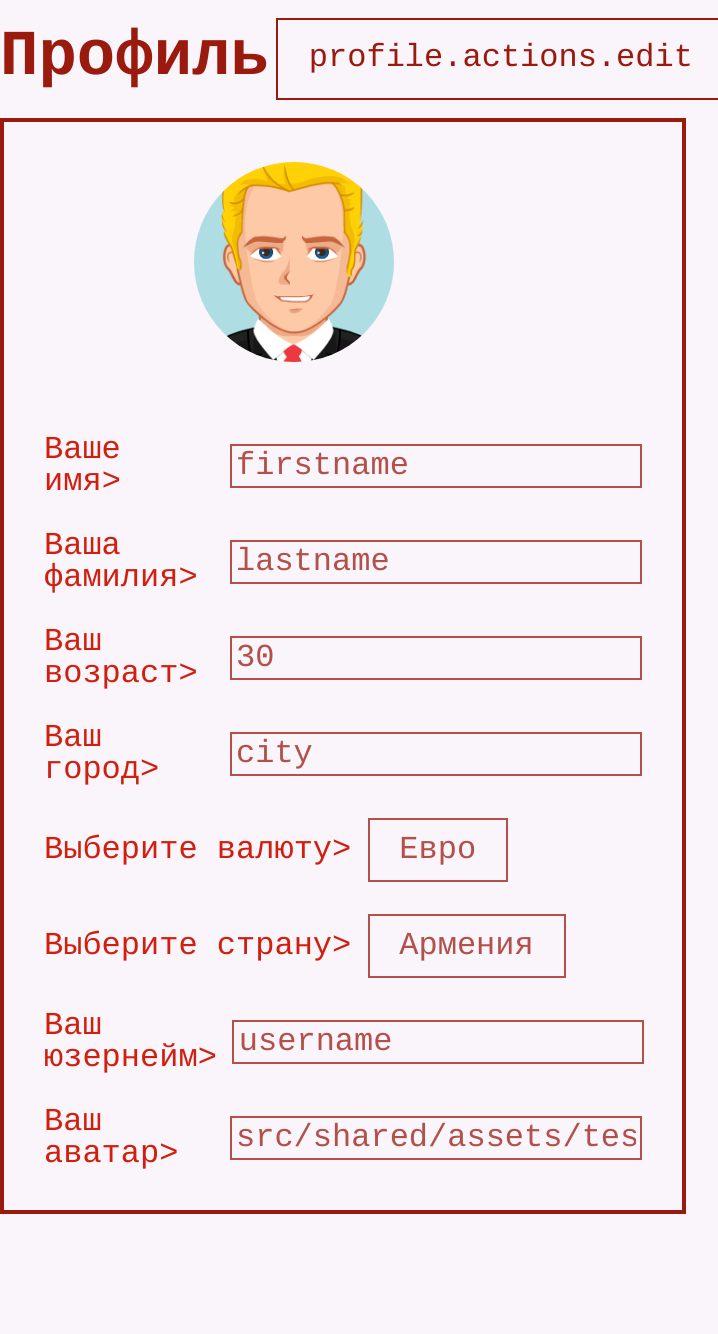 Профиль profile.actions.edit
Ваше
имя> firstname
Ваша
фамилия> lastname
Ваш
возраст> 30
Ваш
город> city
Выберите валюту> Евро
Выберите страну> Армения
Ваш
юзернейм> username
Ваш
аватар> src/shared/assets/tes